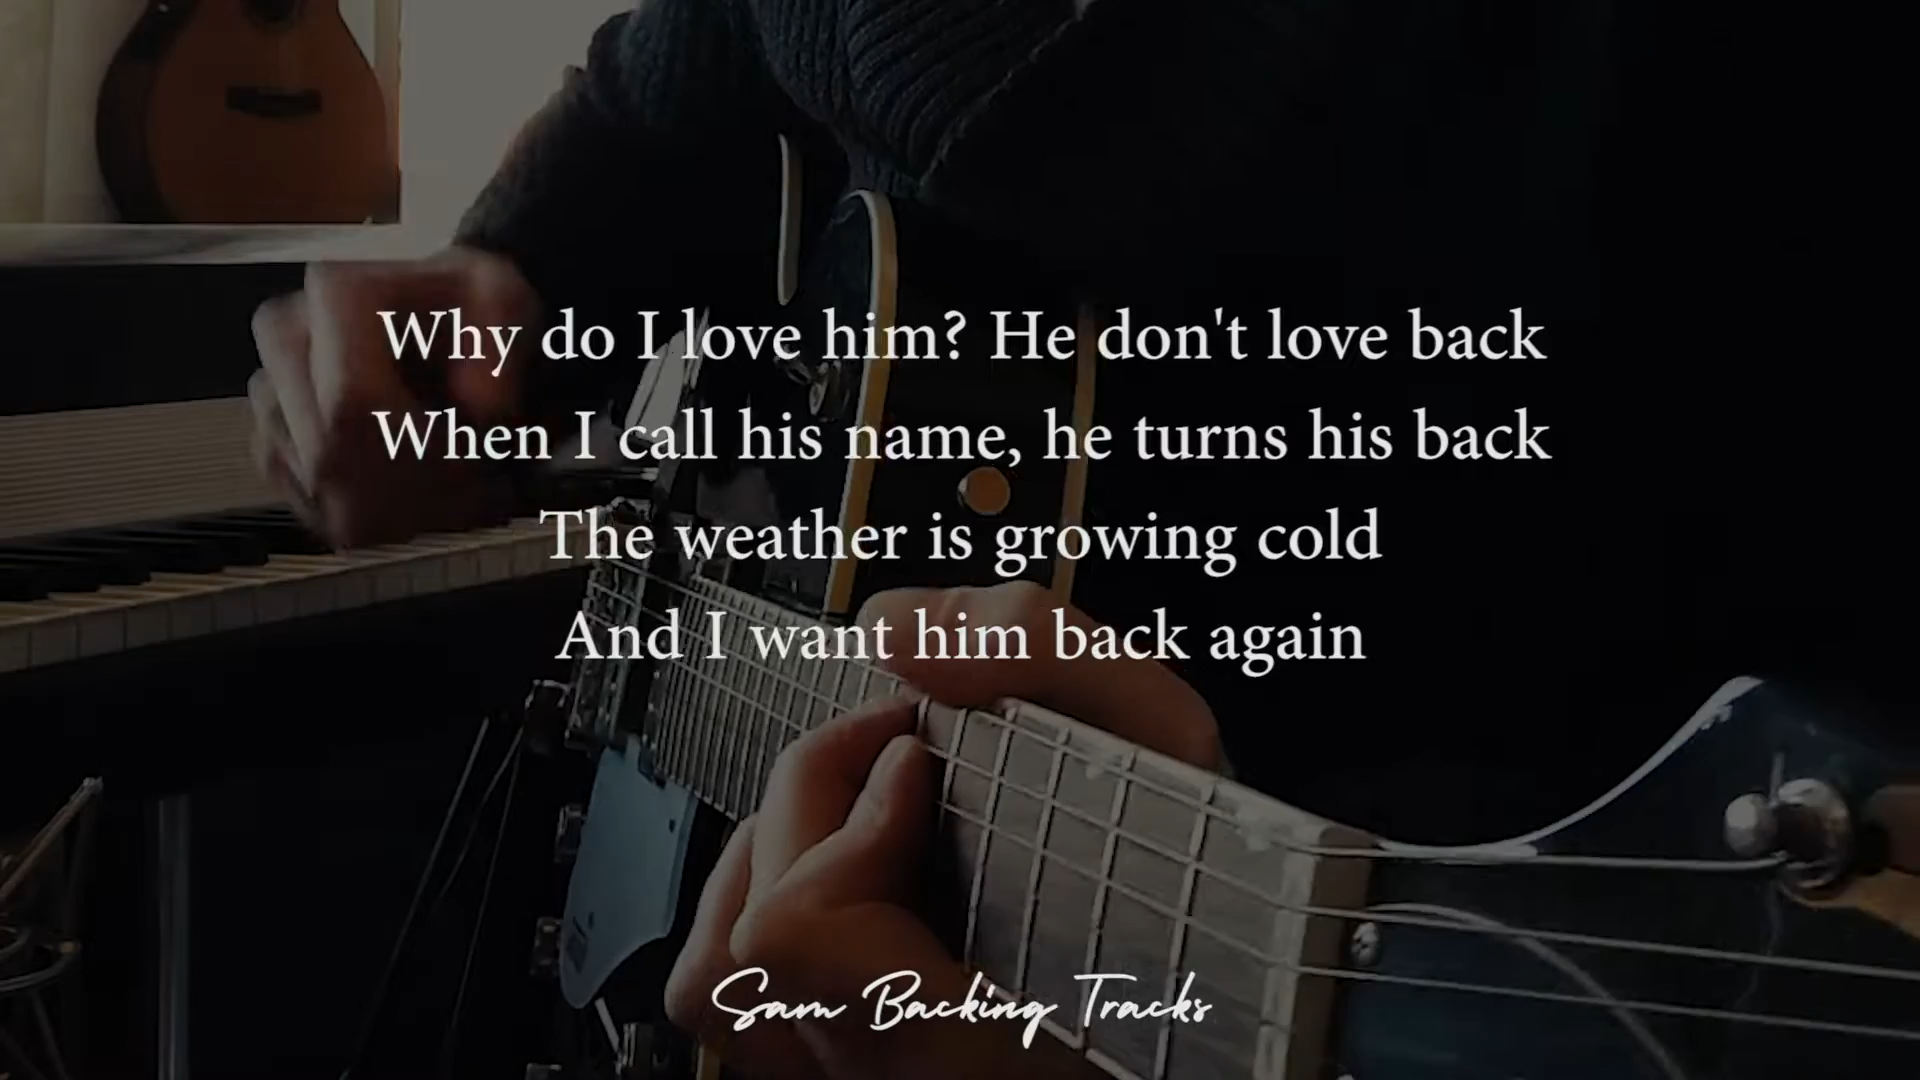 Why do I love him? He don't love back
When I call his name, he turns his back
The weather is growing cold
And I want him back again
Sam Backing Tracks